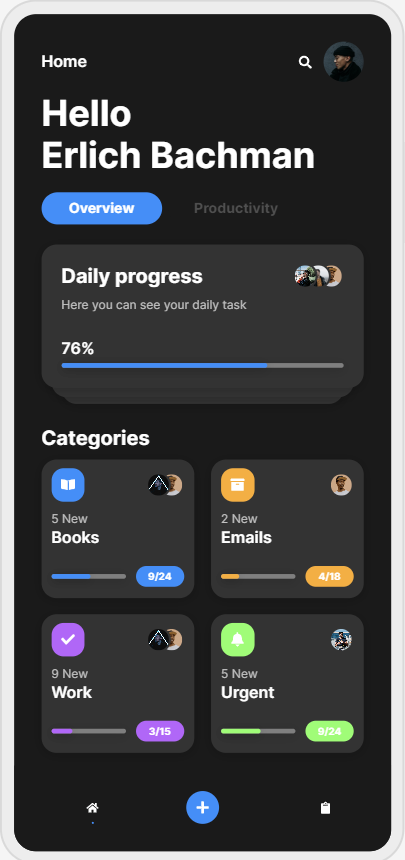 Home
Hello
Erlich Bachman
Overview Productivity
Daily progress
Here you can see your daily task
76%
Categories
5 New
Books
9/24
2 New
Emails
4/18
9 New
Work
3/15
5 New
Urgent
9/24